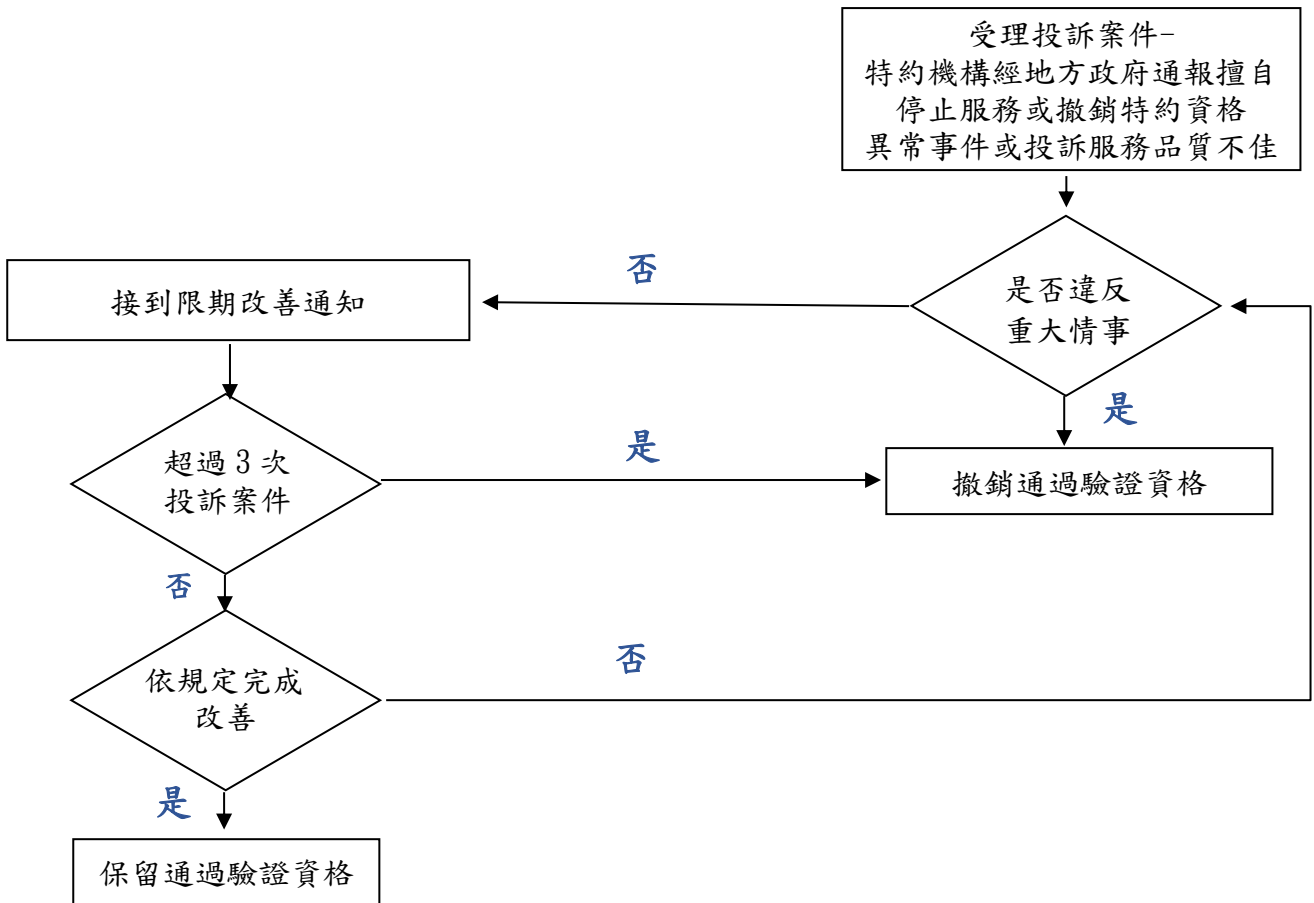 受理投訴案件-
特約機構經地方政府通報擅自
停止服務或撤銷特約資格
異常事件或投訴服務品質不佳
否
接到限期改善通知
是否違反
重大情事
是
超過3次
投訴案件
是
撤銷通過驗證資格
否
依規定完成
改善
否
是
保留通過驗證資格